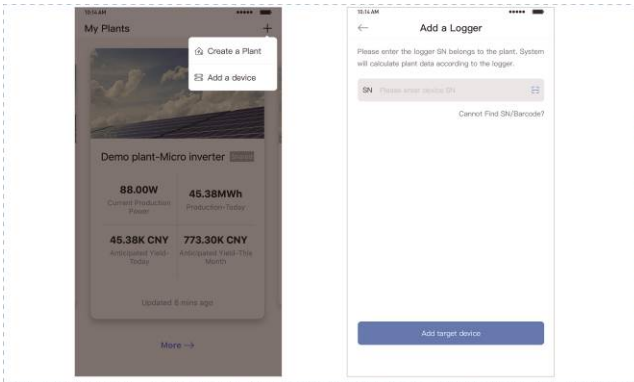 10:14 AM
My Plants
+
Create a Plant
Add a device
Demo plant-Micro inverter
88.00W
Current Production
Power
45.38MWh
Production-Today
45.38K CNY
Anticipated Yield-
Today
773.30K CNY
Anticipated Yield-This
Month
Updated 8 mins ago
More →
10:14 AM
← Add a Logger
Please enter the logger SN belongs to the plant. System
will calculate plant data according to the logger.
SN Please enter device SN
Cannot Find SN/Barcode?
Add target device